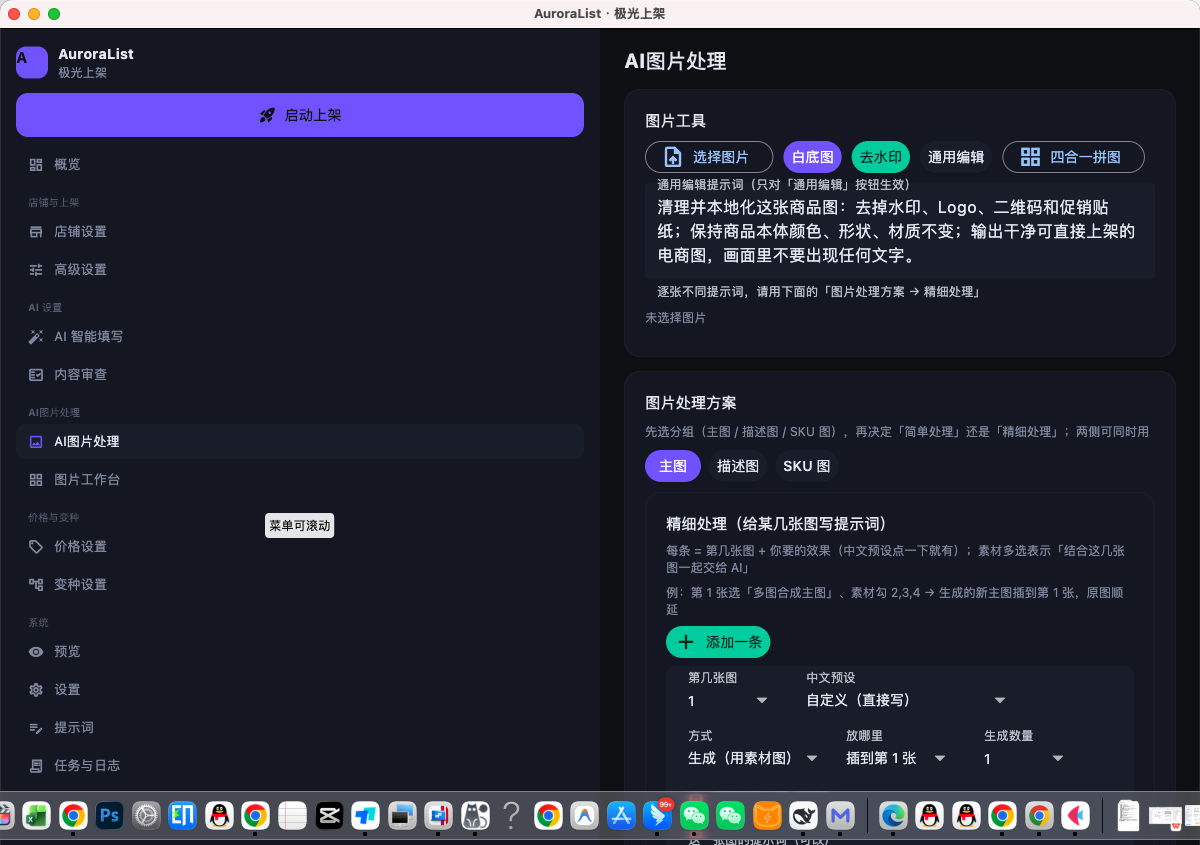 AuroraList · 极光上架
A
AuroraList
极光上架
启动上架
概览
店铺与上架
店铺设置
高级设置
AI 设置
AI 智能填写
内容审查
AI图片处理
AI图片处理
图片工作台
价格与变种
菜单可滚动
价格设置
变种设置
系统
预览
设置
提示词
任务与日志
AI图片处理
图片工具
选择图片 白底图 去水印 通用编辑 四合一拼图
通用编辑提示词（只对「通用编辑」按钮生效）
清理并本地化这张商品图：去掉水印、Logo、二维码和促销贴
纸；保持商品本体颜色、形状、材质不变；输出干净可直接上架的
电商图，画面里不要出现任何文字。
逐张不同提示词，请用下面的「图片处理方案 → 精细处理」
未选择图片
图片处理方案
先选分组（主图 / 描述图 / SKU 图），再决定「简单处理」还是「精细处理」；两侧可同时用
主图 描述图 SKU 图
精细处理（给某几张图写提示词）
每条 = 第几张图 + 你要的效果（中文预设点一下就有）；素材多选表示「结合这几张
图一起交给 AI」
例：第 1 张选「多图合成主图」、素材勾 2,3,4 → 生成的新主图插到第 1 张，原图顺
延
添加一条
第几张图 中文预设
1 自定义（直接写）
方式 放哪里 生成数量
生成（用素材图） 插到第 1 张 1
Ps
99+